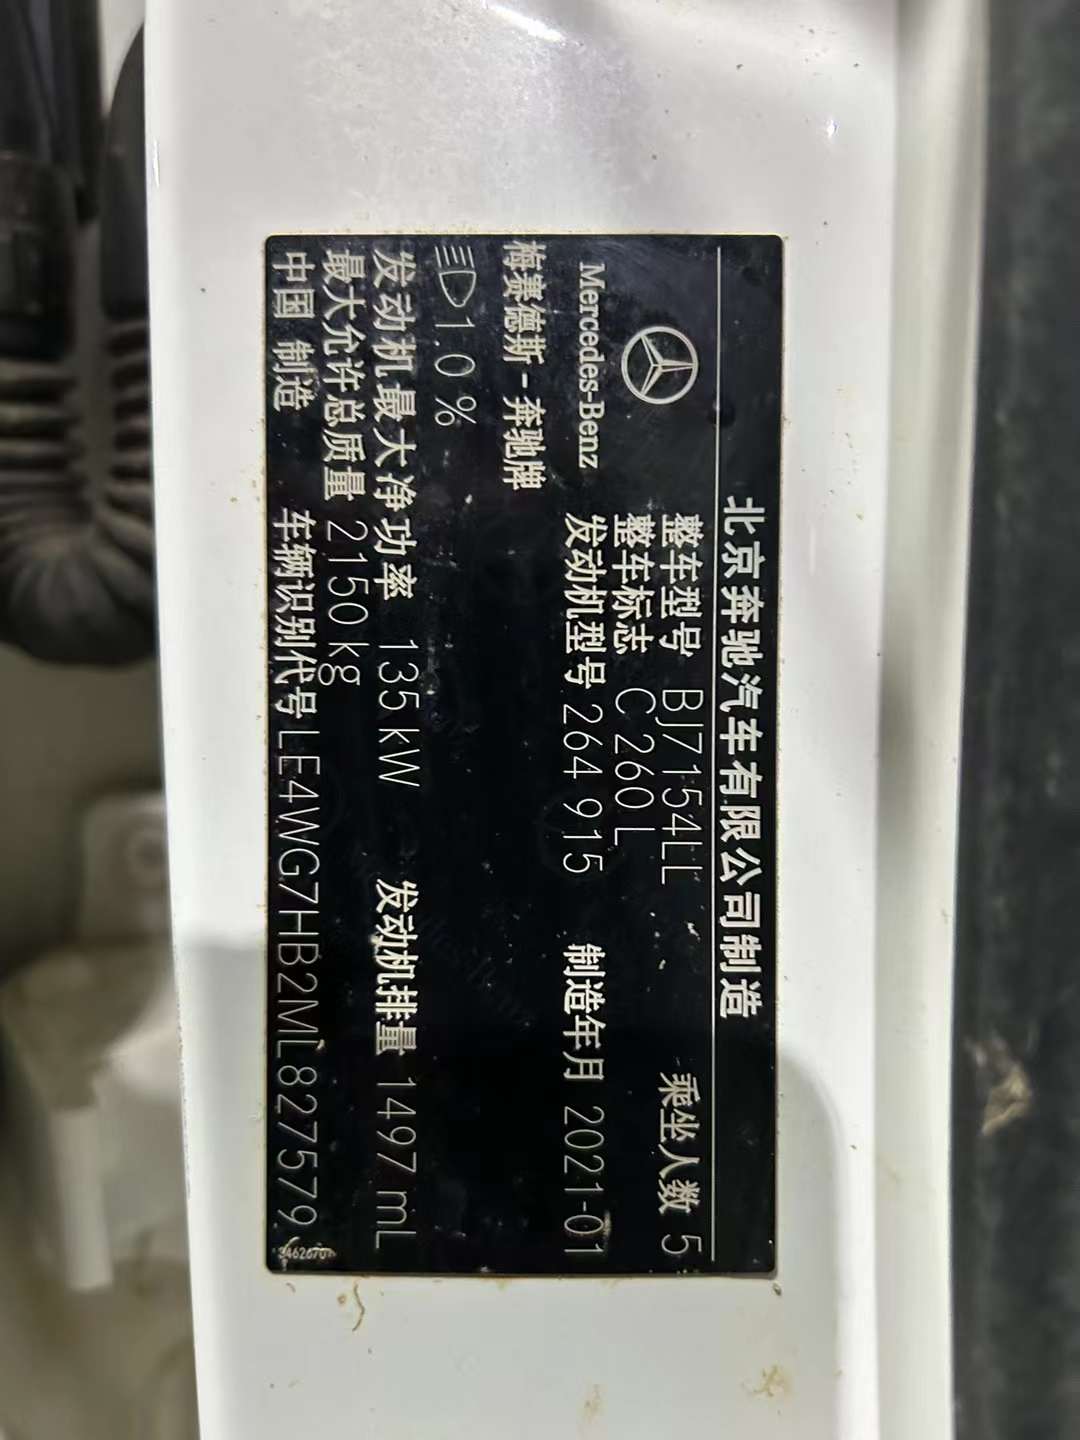 北京奔驰汽车有限公司制造
整车型号 BJ7154LL 乘坐人数 5
整车标志 C 260 L
Mercedes-Benz
发动机型号 264 915 制造年月 2021-01
梅赛德斯-奔驰牌
1.0 %
发动机最大净功率 135 kW 发动机排量 1497 mL
最大允许总质量 2150 kg
中国 制造 车辆识别代号 LE4WG7HB2ML827579